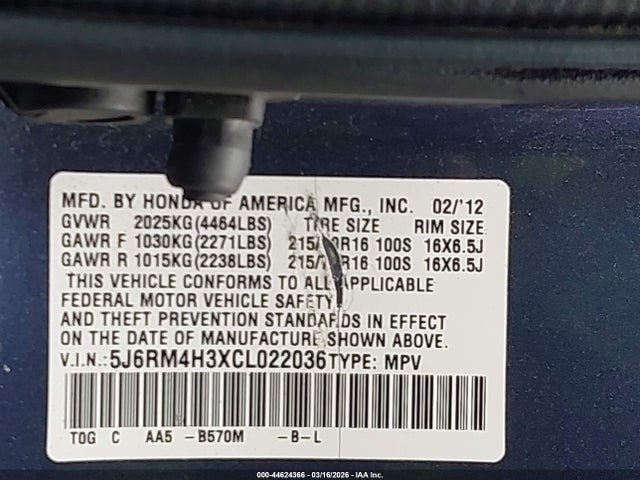 MFD. BY HONDA OF AMERICA MFG., INC. 02/'12
GVWR 2025KG(4464LBS) TIRE SIZE RIM SIZE
GAWR F 1030KG(2271LBS) 215/ 0R16 100S 16X6.5J
GAWR R 1015KG(2238LBS) 215/ R16 100S 16X6.5J
THIS VEHICLE CONFORMS TO ALL APPLICABLE
FEDERAL MOTOR VEHICLE SAFETY
AND THEFT PREVENTION STANDARDS IN EFFECT
ON THE DATE OF MANUFACTURE SHOWN ABOVE.
V.I.N.: 5J6RM4H3XCL022036 TYPE: MPV
TOG C AA5 -B570M -B-L
000-44624366 - 03/16/2026 - IAA Inc.